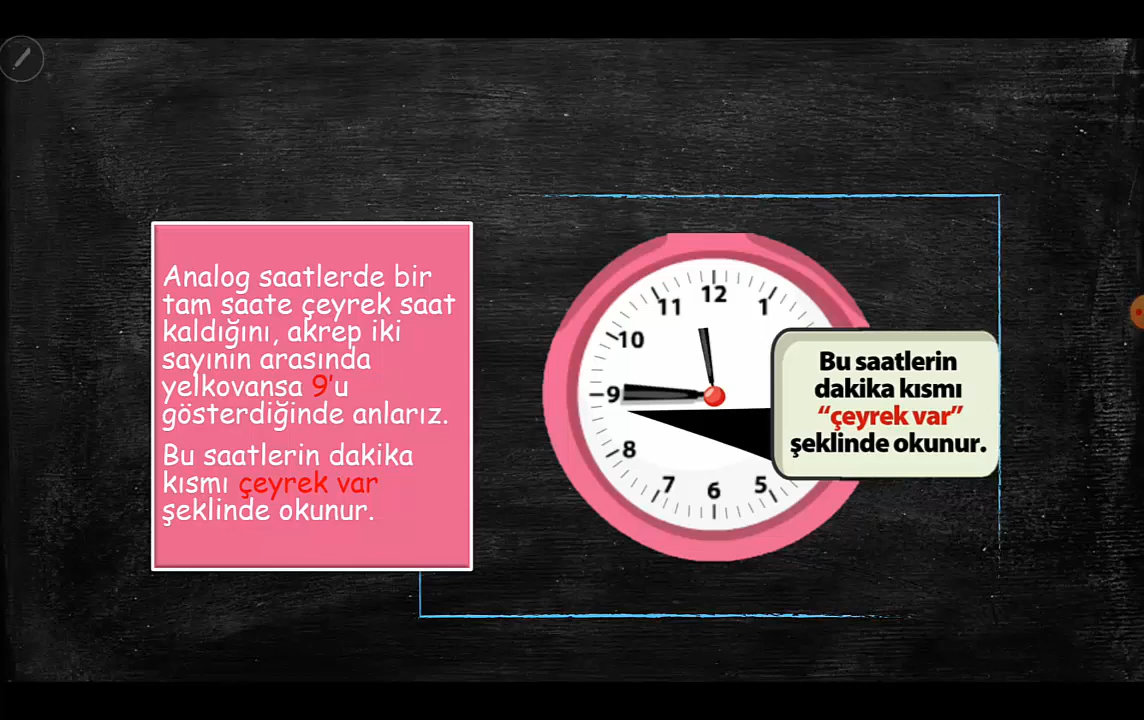 Analog saatlerde bir
tam saate çeyrek saat
kaldığını, akrep iki
sayının arasında
yelkovansa 9'u
gösterdiğinde anlarız.
Bu saatlerin dakika
kısmı çeyrek var
şeklinde okunur.
12
11
1
10
9
8
7
6
5
Bu saatlerin
dakika kısmı
“çeyrek var”
şeklinde okunur.